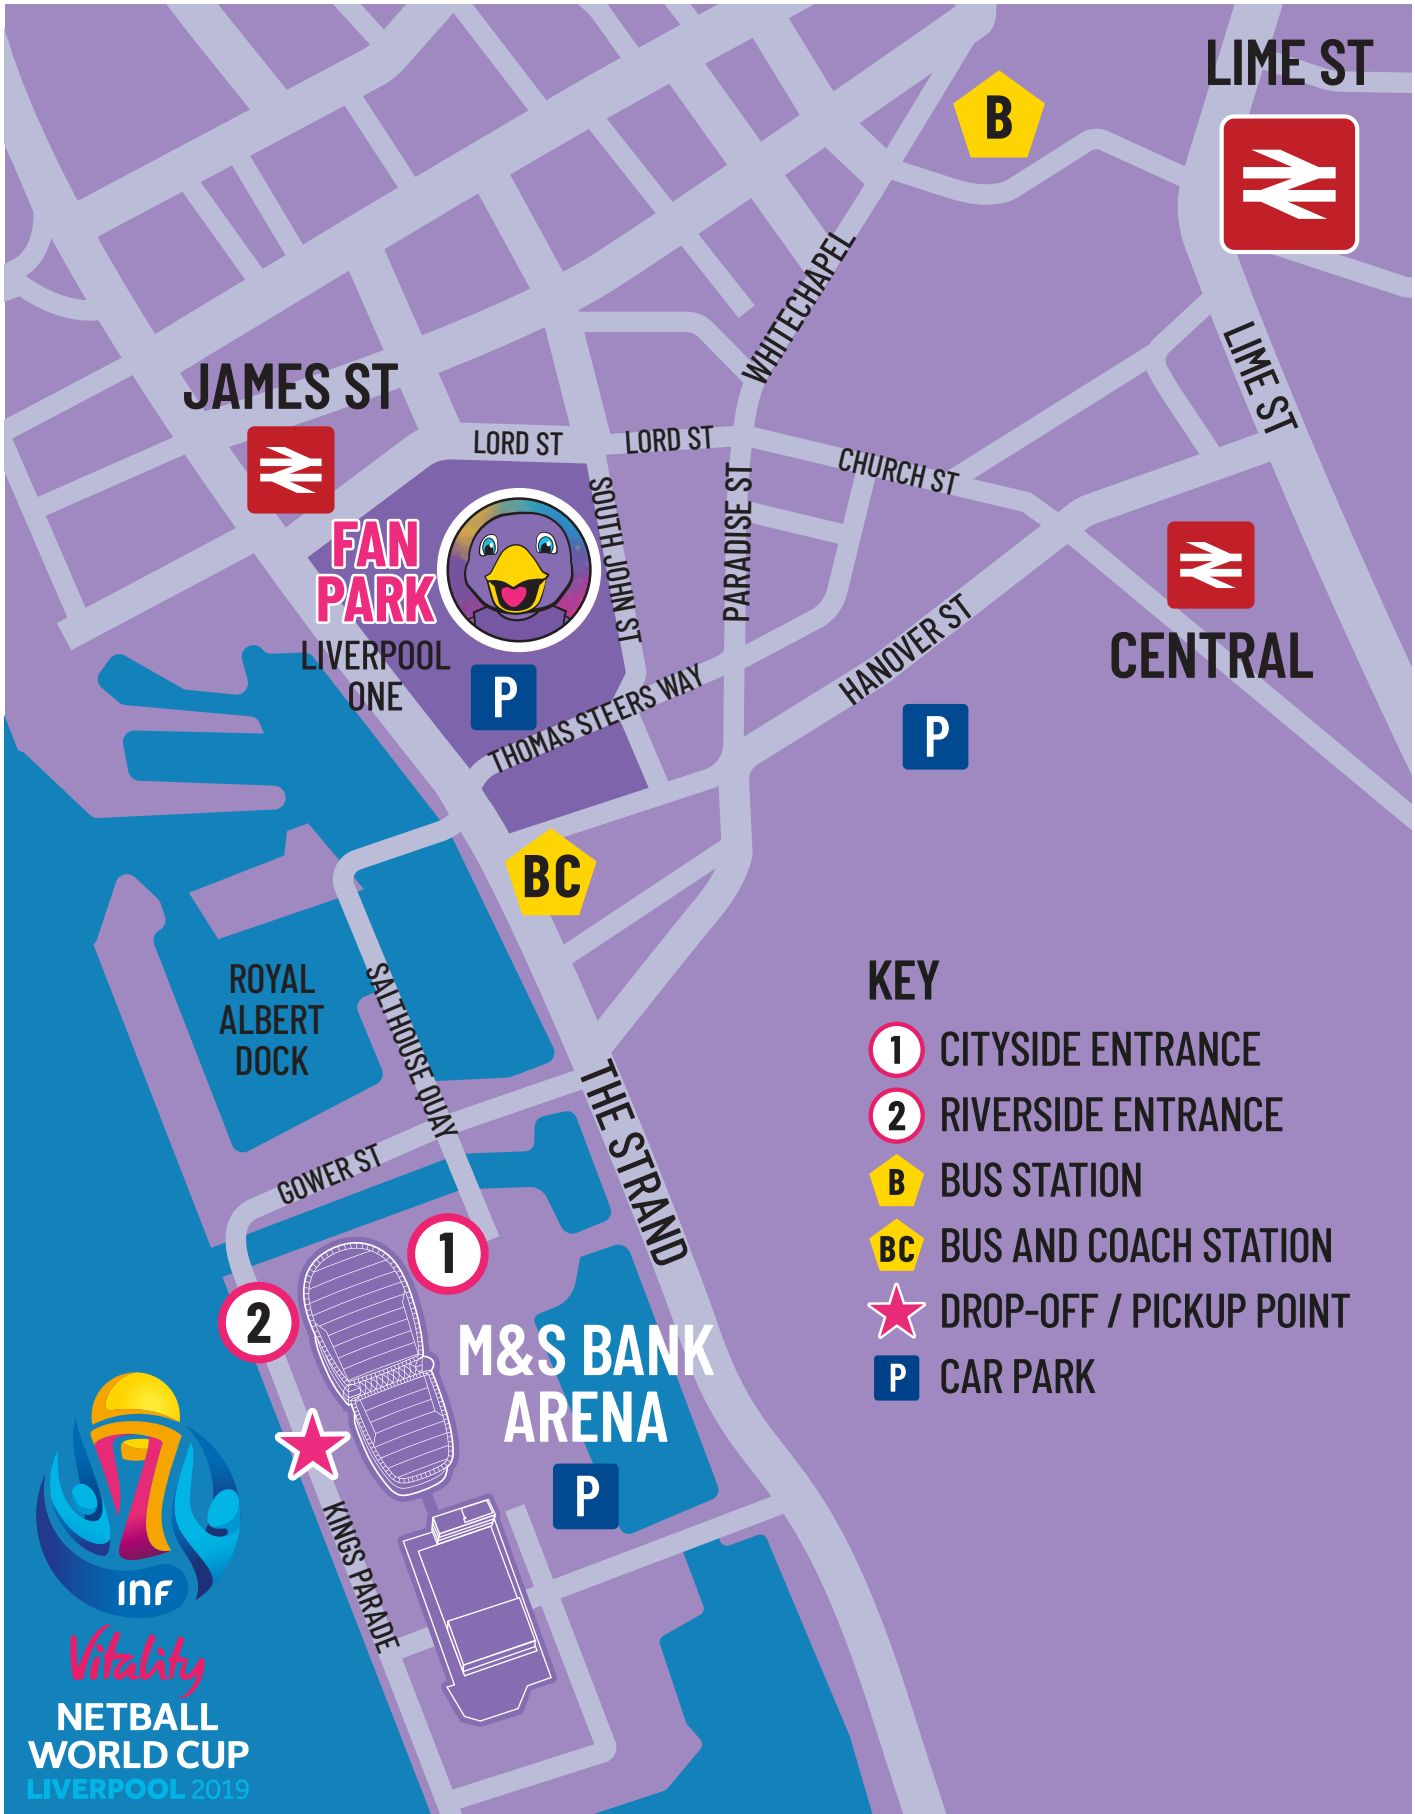 LIME ST
B
WHITECHAPEL
LIME ST
JAMES ST
LORD ST
LORD ST
CHURCH ST
SOUTH JOHN ST
PARADISE ST
FAN
PARK
LIVERPOOL
ONE
P
THOMAS STEERS WAY
HANOVER ST
CENTRAL
P
BC
ROYAL
ALBERT
DOCK
SALTHOUSE QUAY
GOWER ST
THE STRAND
1
2
M&S BANK
ARENA
P
KINGS PARADE
KEY
1 CITYSIDE ENTRANCE
2 RIVERSIDE ENTRANCE
B BUS STATION
BC BUS AND COACH STATION
DROP-OFF / PICKUP POINT
P CAR PARK
INF
Vitality
NETBALL
WORLD CUP
LIVERPOOL 2019